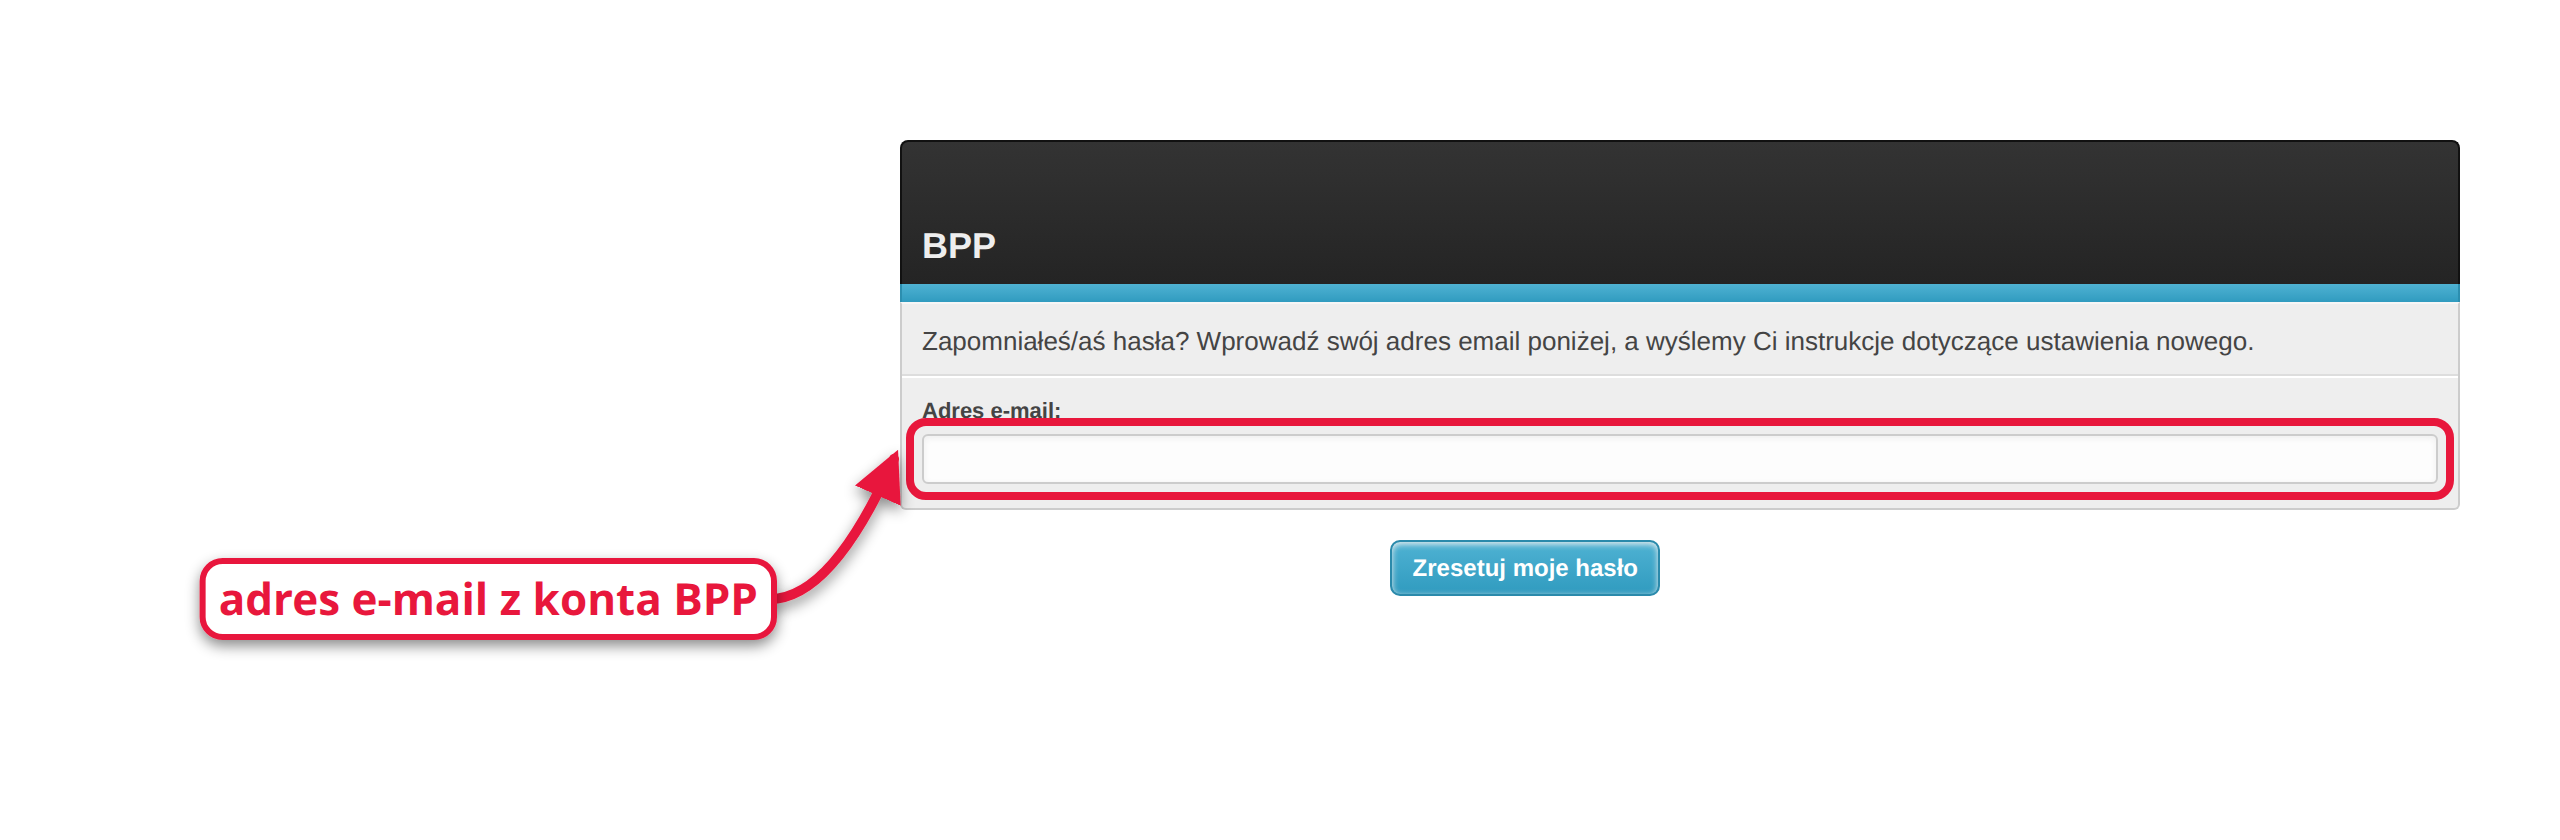 BPP
Zapomniałeś/aś hasła? Wprowadź swój adres email poniżej, a wyślemy Ci instrukcje dotyczące ustawienia nowego.
Adres e-mail:
adres e-mail z konta BPP
Zresetuj moje hasło